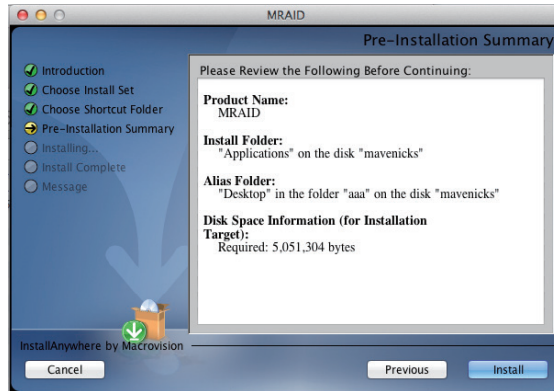 MRAID
Pre-Installation Summary
Introduction
Choose Install Set
Choose Shortcut Folder
Pre-Installation Summary
Installing...
Install Complete
Message
Please Review the Following Before Continuing:
Product Name:
MRAID
Install Folder:
"Applications" on the disk "mavenicks"
Alias Folder:
"Desktop" in the folder "aaa" on the disk "mavenicks"
Disk Space Information (for Installation
Target):
Required: 5,051,304 bytes
InstallAnywhere by Macrovision
Cancel
Previous
Install